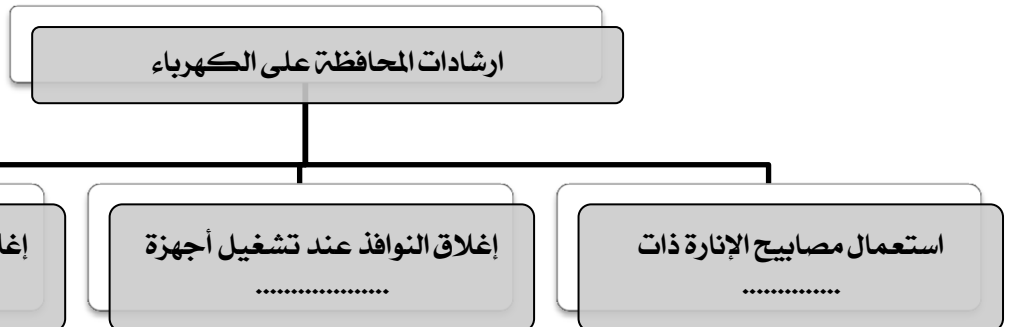 ارشادات المحافظة على الكهرباء
استعمال مصابيح الإنارة ذات
..............
إغلاق النوافذ عند تشغيل أجهزة
...................